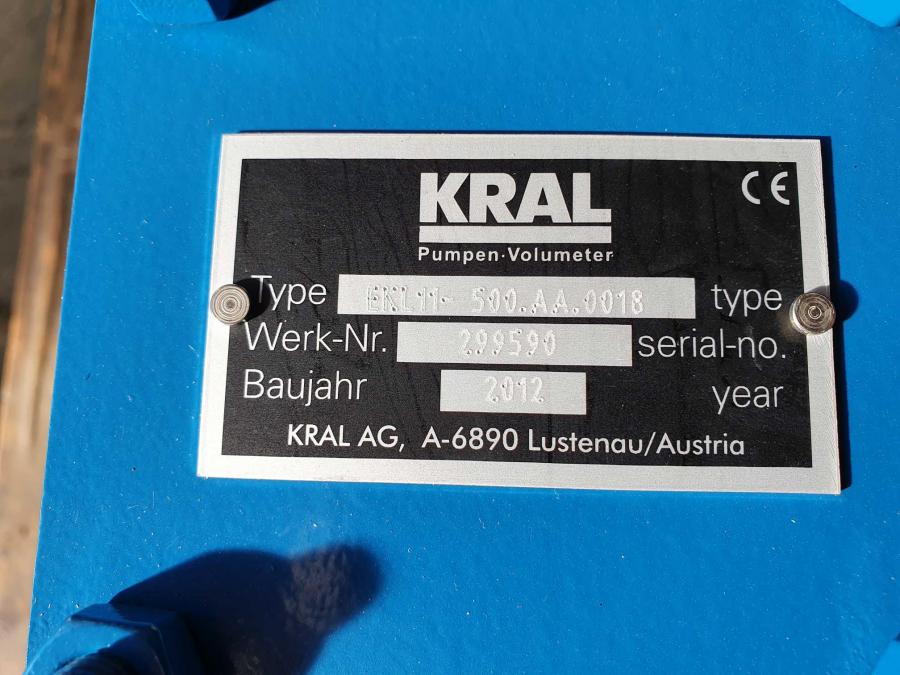 KRAL
Pumpen·Volumeter
CE
Type EKL11- 500.AA.0018 type
Werk-Nr. 299590 serial-no.
Baujahr 2012 year
KRAL AG, A-6890 Lustenau/Austria